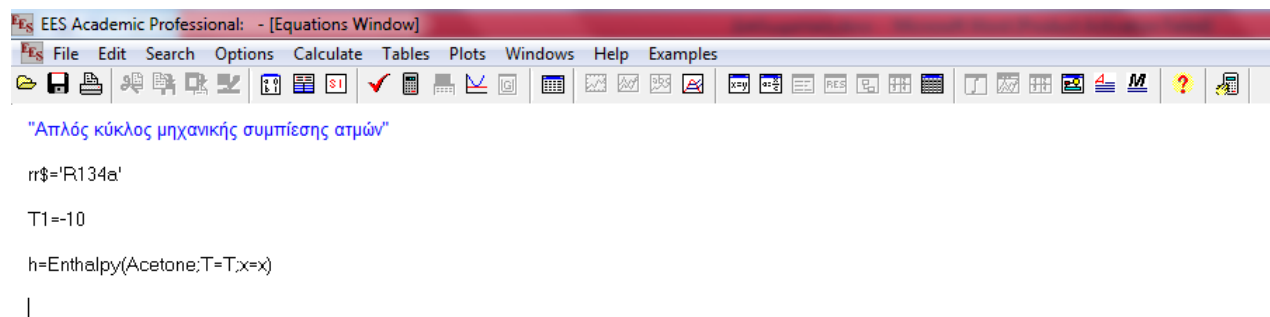 EES Academic Professional: - [Equations Window]
File Edit Search Options Calculate Tables Plots Windows Help Examples
"Απλός κύκλος μηχανικής συμπίεσης ατμών"
rr$='R134a'
T1=-10
h=Enthalpy(Acetone;T=T;x=x)